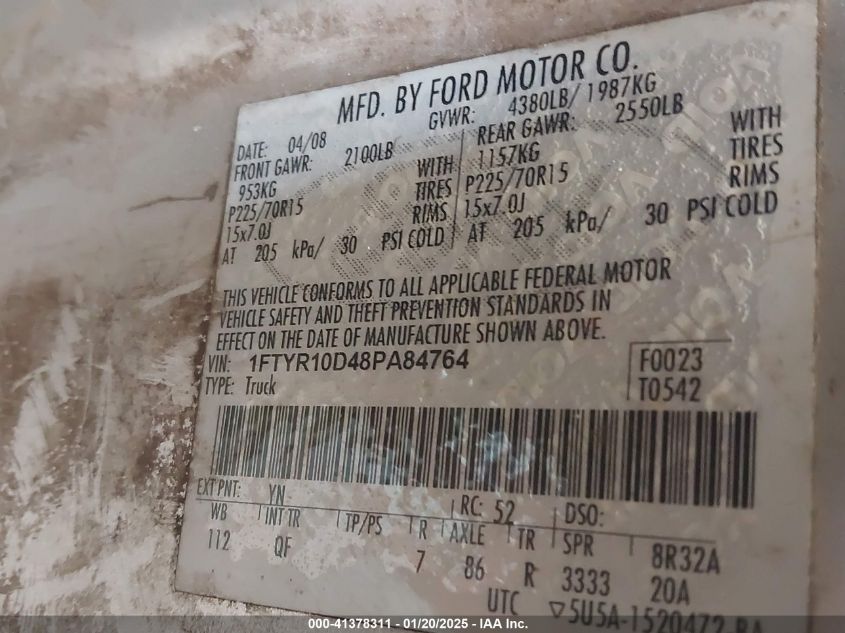 MFD. BY FORD MOTOR CO.
DATE: 04/08 GVWR: 4380LB/ 1987KG
FRONT GAWR: 2100LB REAR GAWR: 2550LB
953KG WITH 1157KG WITH
P225/70R15 TIRES P225/70R15 TIRES
15x7.0J RIMS 15x7.0J RIMS
AT 205 kPa/ 30 PSI COLD AT 205 kPa/ 30 PSI COLD
THIS VEHICLE CONFORMS TO ALL APPLICABLE FEDERAL MOTOR
VEHICLE SAFETY AND THEFT PREVENTION STANDARDS IN
EFFECT ON THE DATE OF MANUFACTURE SHOWN ABOVE.
VIN: 1FTYR10D48PA84764 F0023
TYPE: Truck T0542
EXT PNT: YN RC: 52 DSO:
WB INT TR TP/PS R AXLE TR SPR 8R32A
112 QF 7 86 R 3333 20A
UTC ▽5U5A-1520472
000-41378311 - 01/20/2025 - IAA Inc.